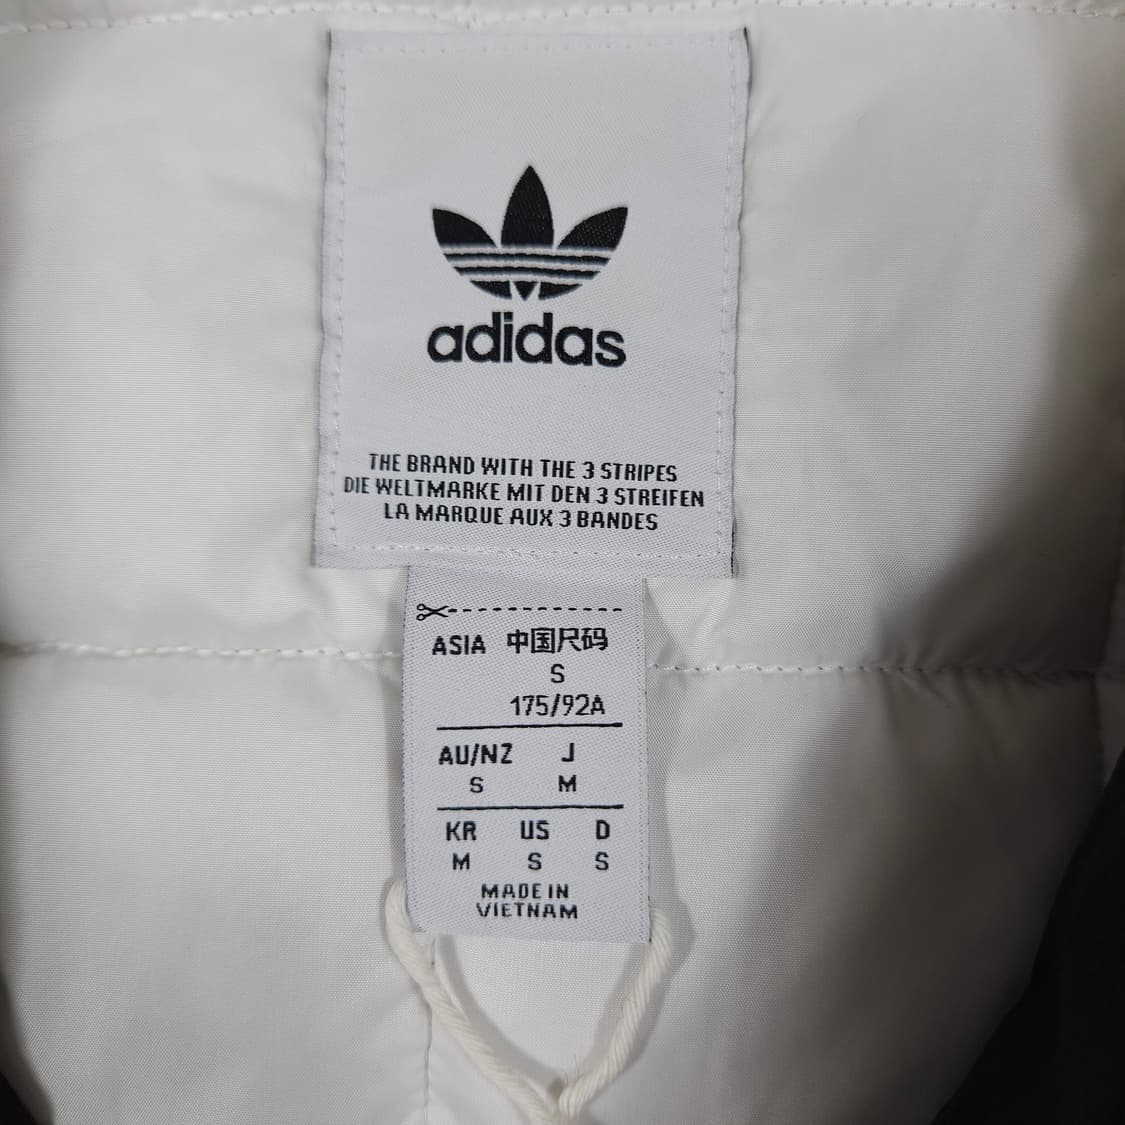 adidas
THE BRAND WITH THE 3 STRIPES
DIE WELTMARKE MIT DEN 3 STREIFEN
LA MARQUE AUX 3 BANDES
ASIA 中国尺码
S
175/92A
AU/NZ J
S M
KR US D
M S S
MADE IN
VIETNAM